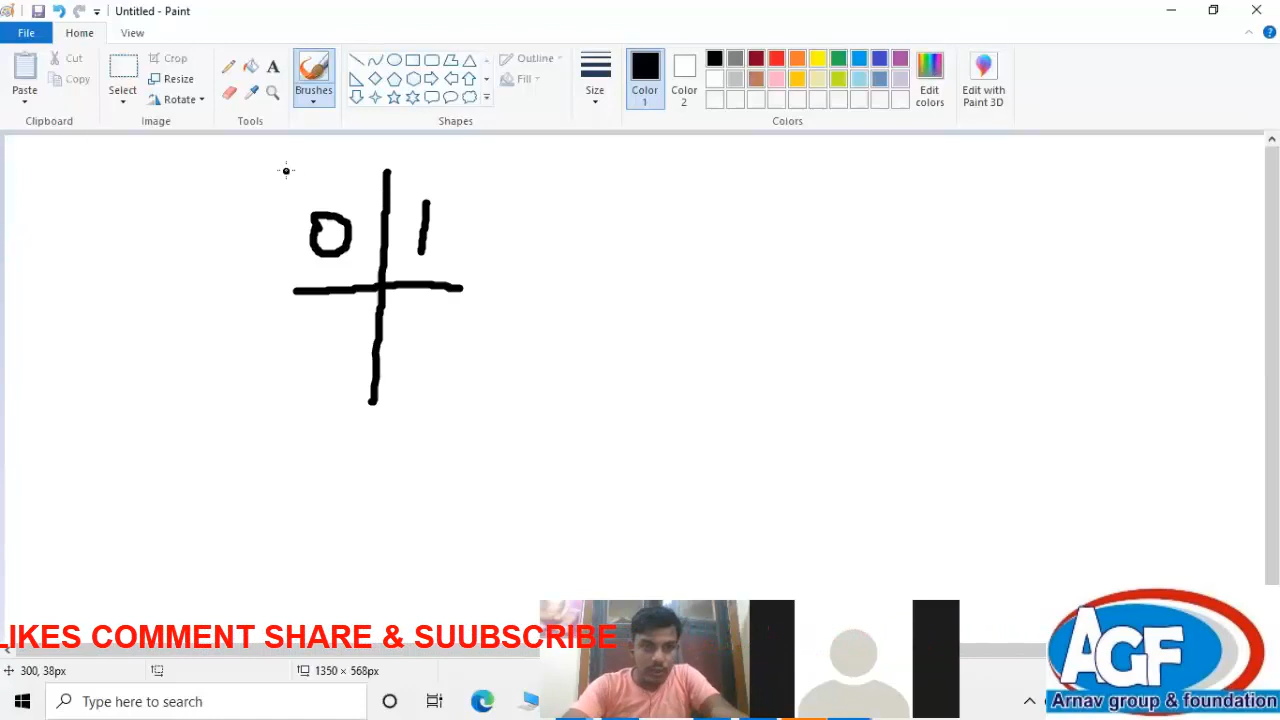 Untitled - Paint
File Home View
Cut
Copy
Paste
Clipboard
Crop
Resize
Rotate
Select
Image
Tools
Brushes
Outline
Fill
Shapes
Size
Color 1
Color 2
Edit colors
Edit with Paint 3D
Colors
0 1
LIKES COMMENT SHARE & SUUBSCRIBE
300, 38px
1350 × 568px
Type here to search
AGF
Arnav group & foundation